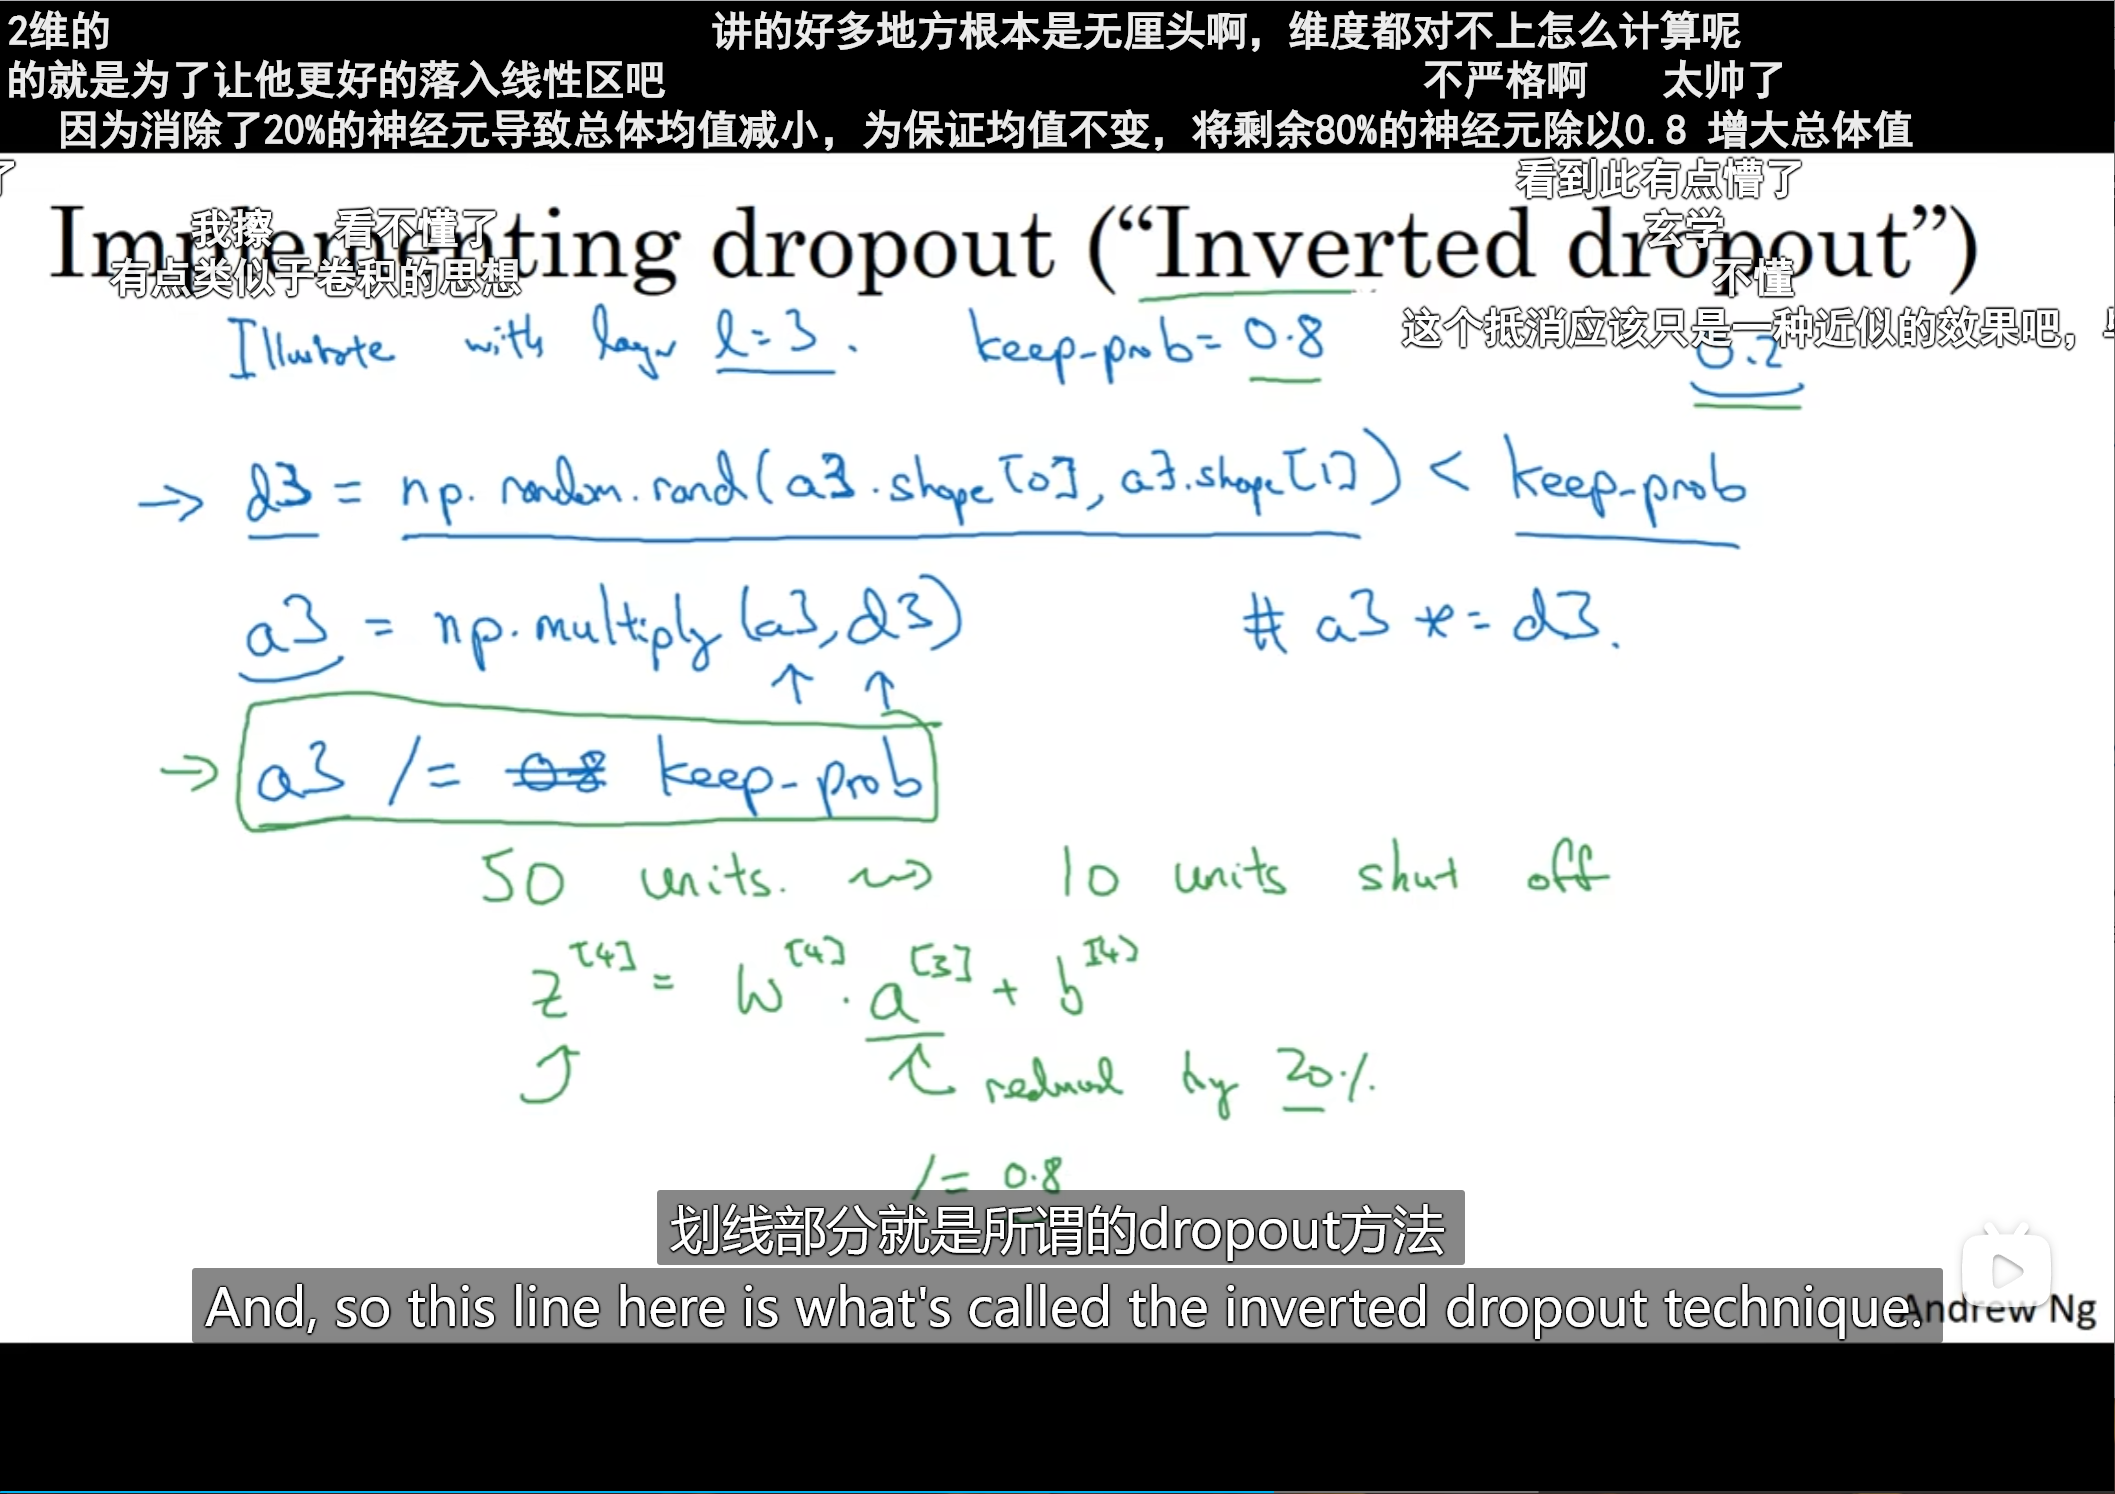 2维的
讲的好多地方根本是无厘头啊，维度都对不上怎么计算呢
的就是为了让他更好的落入线性区吧
不严格啊
太帅了
因为消除了20%的神经元导致总体均值减小，为保证均值不变，将剩余80%的神经元除以0.8 增大总体值
了
看到此有点懵了
我擦
看不懂了
玄学
Implementing dropout (“Inverted dropout”)
有点类似于卷积的思想
不懂
这个抵消应该只是一种近似的效果吧，
Illustrate with layer l=3. keep-prob= 0.8
0.2
→ d3 = np.random.rand(a3.shape[0], a3.shape[1]) < keep-prob
a3 = np.multiply(a3, d3) # a3 *= d3.
↑ ↑
→ a3 /= 0.8 keep-prob
50 units. ⇝ 10 units shut off
z[4] = W[4] · a[3] + b[4]
reduced by 20%
/= 0.8
划线部分就是所谓的dropout方法
And, so this line here is what's called the inverted dropout technique.
Andrew Ng